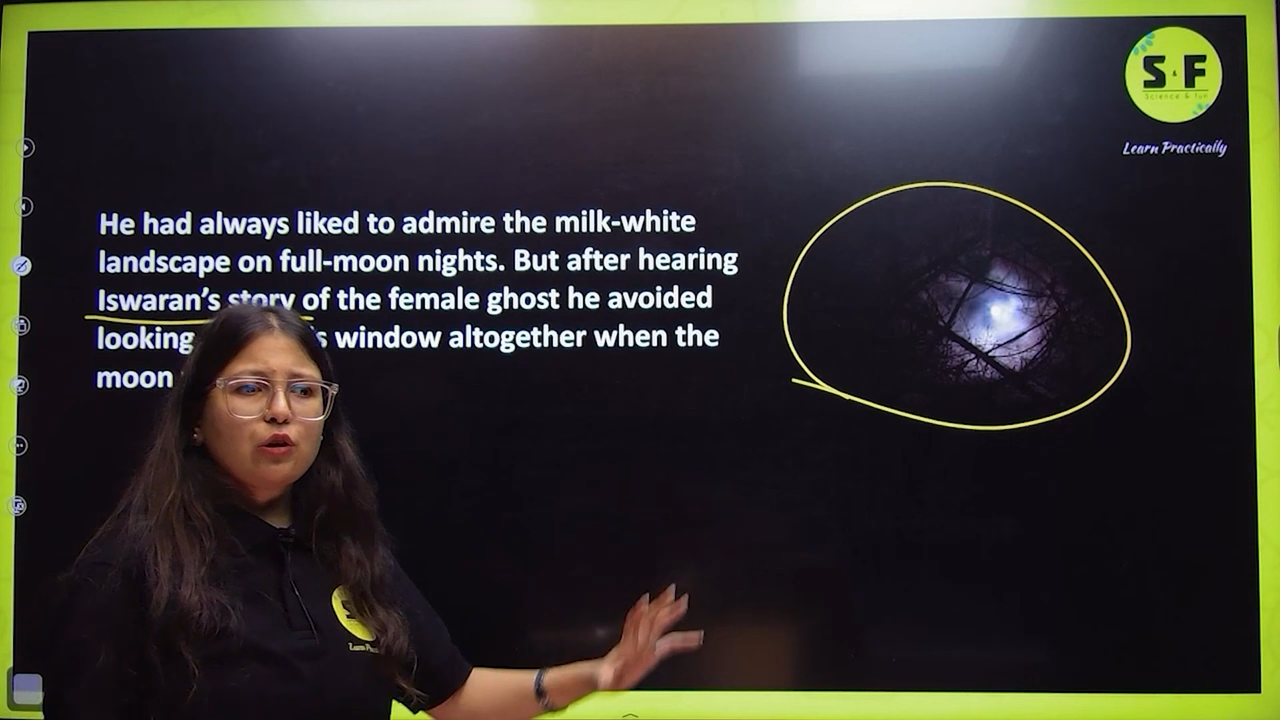 S&F
Science & fun
Learn Practically
He had always liked to admire the milk-white
landscape on full-moon nights. But after hearing
Iswaran's story of the female ghost he avoided
looking window altogether when the
moon